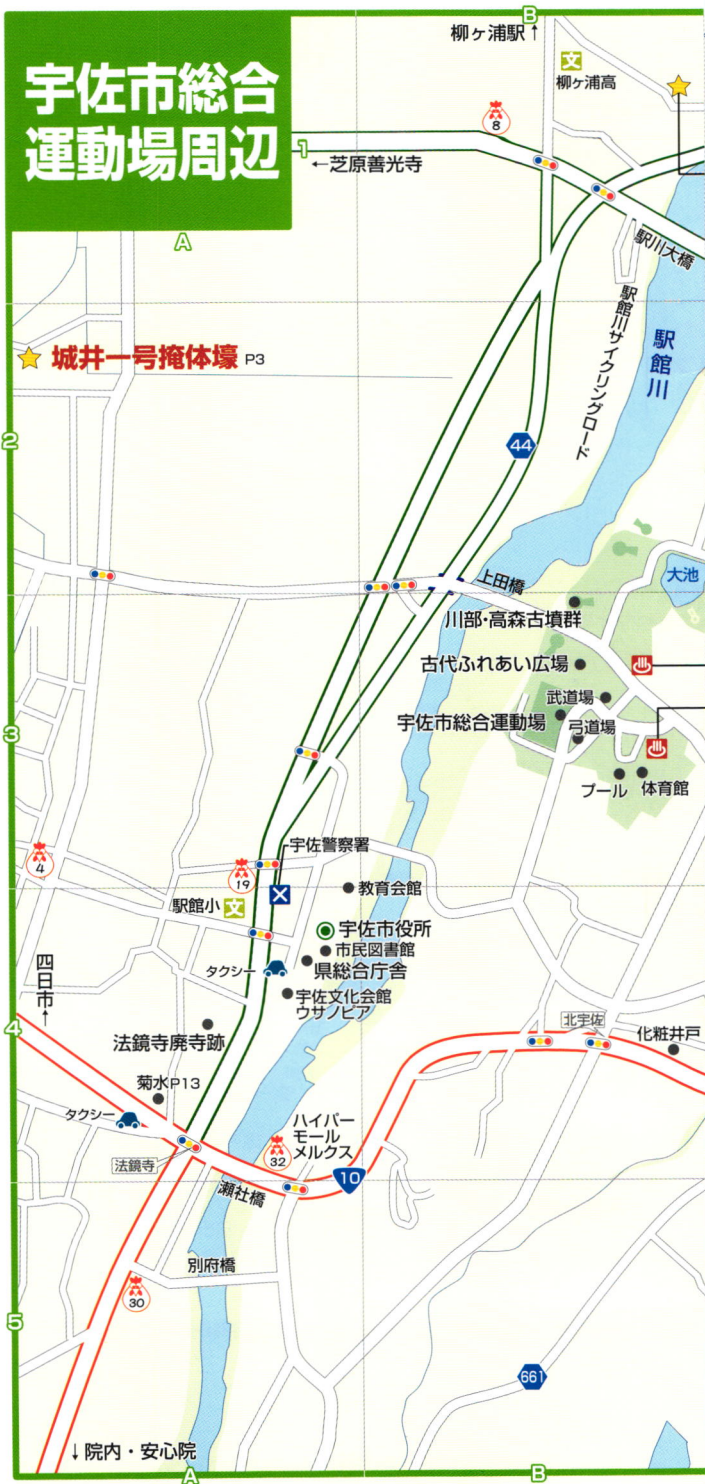 宇佐市総合
運動場周辺
B
柳ヶ浦駅↑
文
柳ヶ浦高
8
1
←芝原善光寺
A
駅川大橋
駅館川サイクリングロード
駅館川
城井一号掩体壕 P3
2
44
上田橋
大池
川部・高森古墳群
古代ふれあい広場
武道場
宇佐市総合運動場
弓道場
プール
体育館
3
宇佐警察署
4
19
教育会館
駅館小
文
宇佐市役所
市民図書館
県総合庁舎
タクシー
宇佐文化会館
ウサノピア
四日市←
4
法鏡寺廃寺跡
北宇佐
化粧井戸
菊水P13
タクシー
ハイパー
モール
メルクス
32
法鏡寺
10
瀬社橋
別府橋
30
5
661
↓院内・安心院
A
B